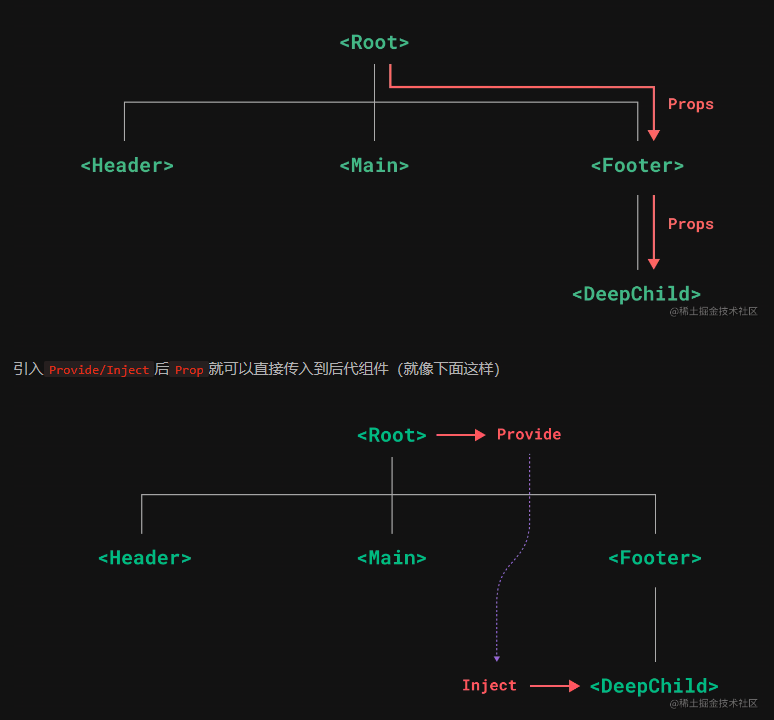 <Root>
Props
<Header> <Main> <Footer>
Props
<DeepChild>
@稀土掘金技术社区
引入 Provide/Inject 后 Prop 就可以直接传入到后代组件（就像下面这样）
<Root> Provide
<Header> <Main> <Footer>
Inject <DeepChild>
@稀土掘金技术社区